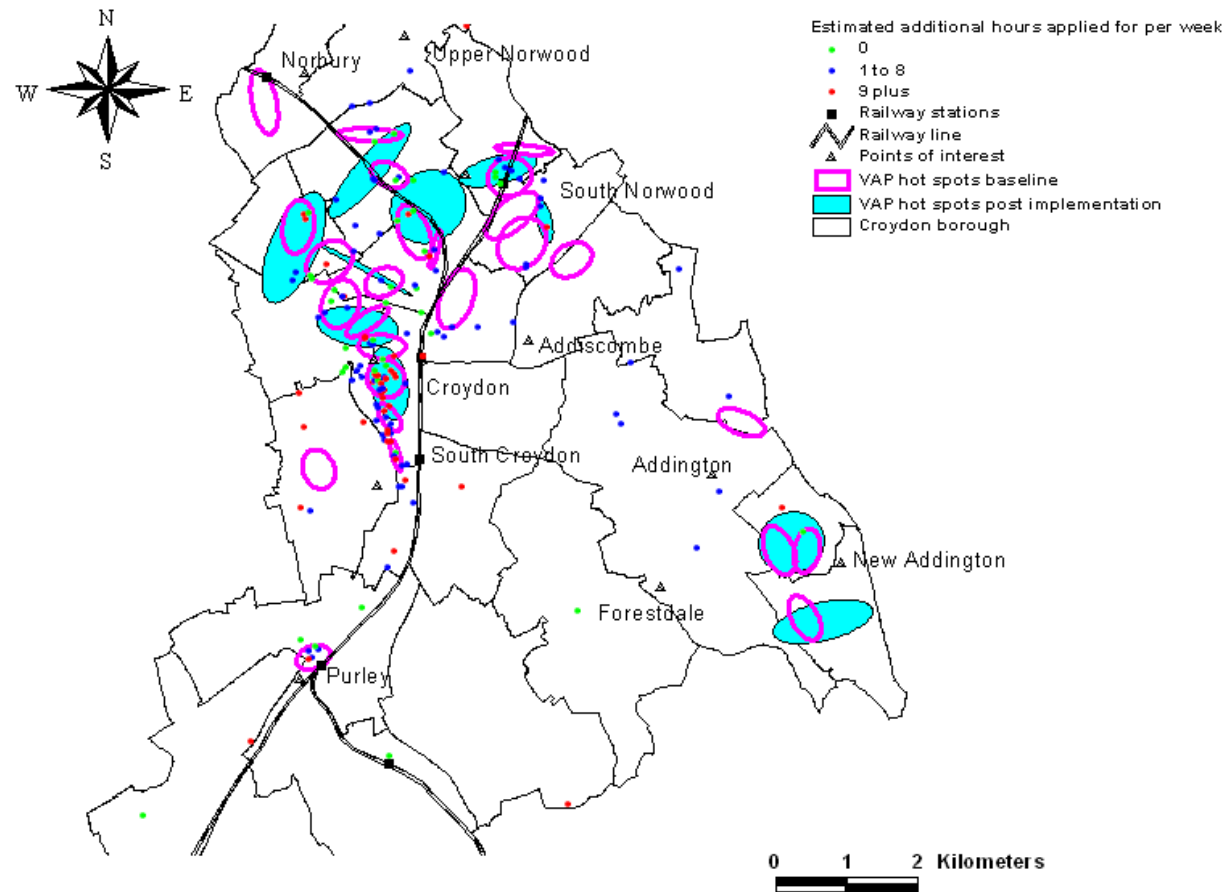 N
W E
S
Estimated additional hours applied for per week
0
1 to 8
9 plus
Railway stations
Railway line
Points of interest
VAP hot spots baseline
VAP hot spots post implementation
Croydon borough
Norbury
Upper Norwood
South Norwood
Addiscombe
Croydon
South Croydon
Addington
New Addington
Forestdale
Purley
0 1 2 Kilometers